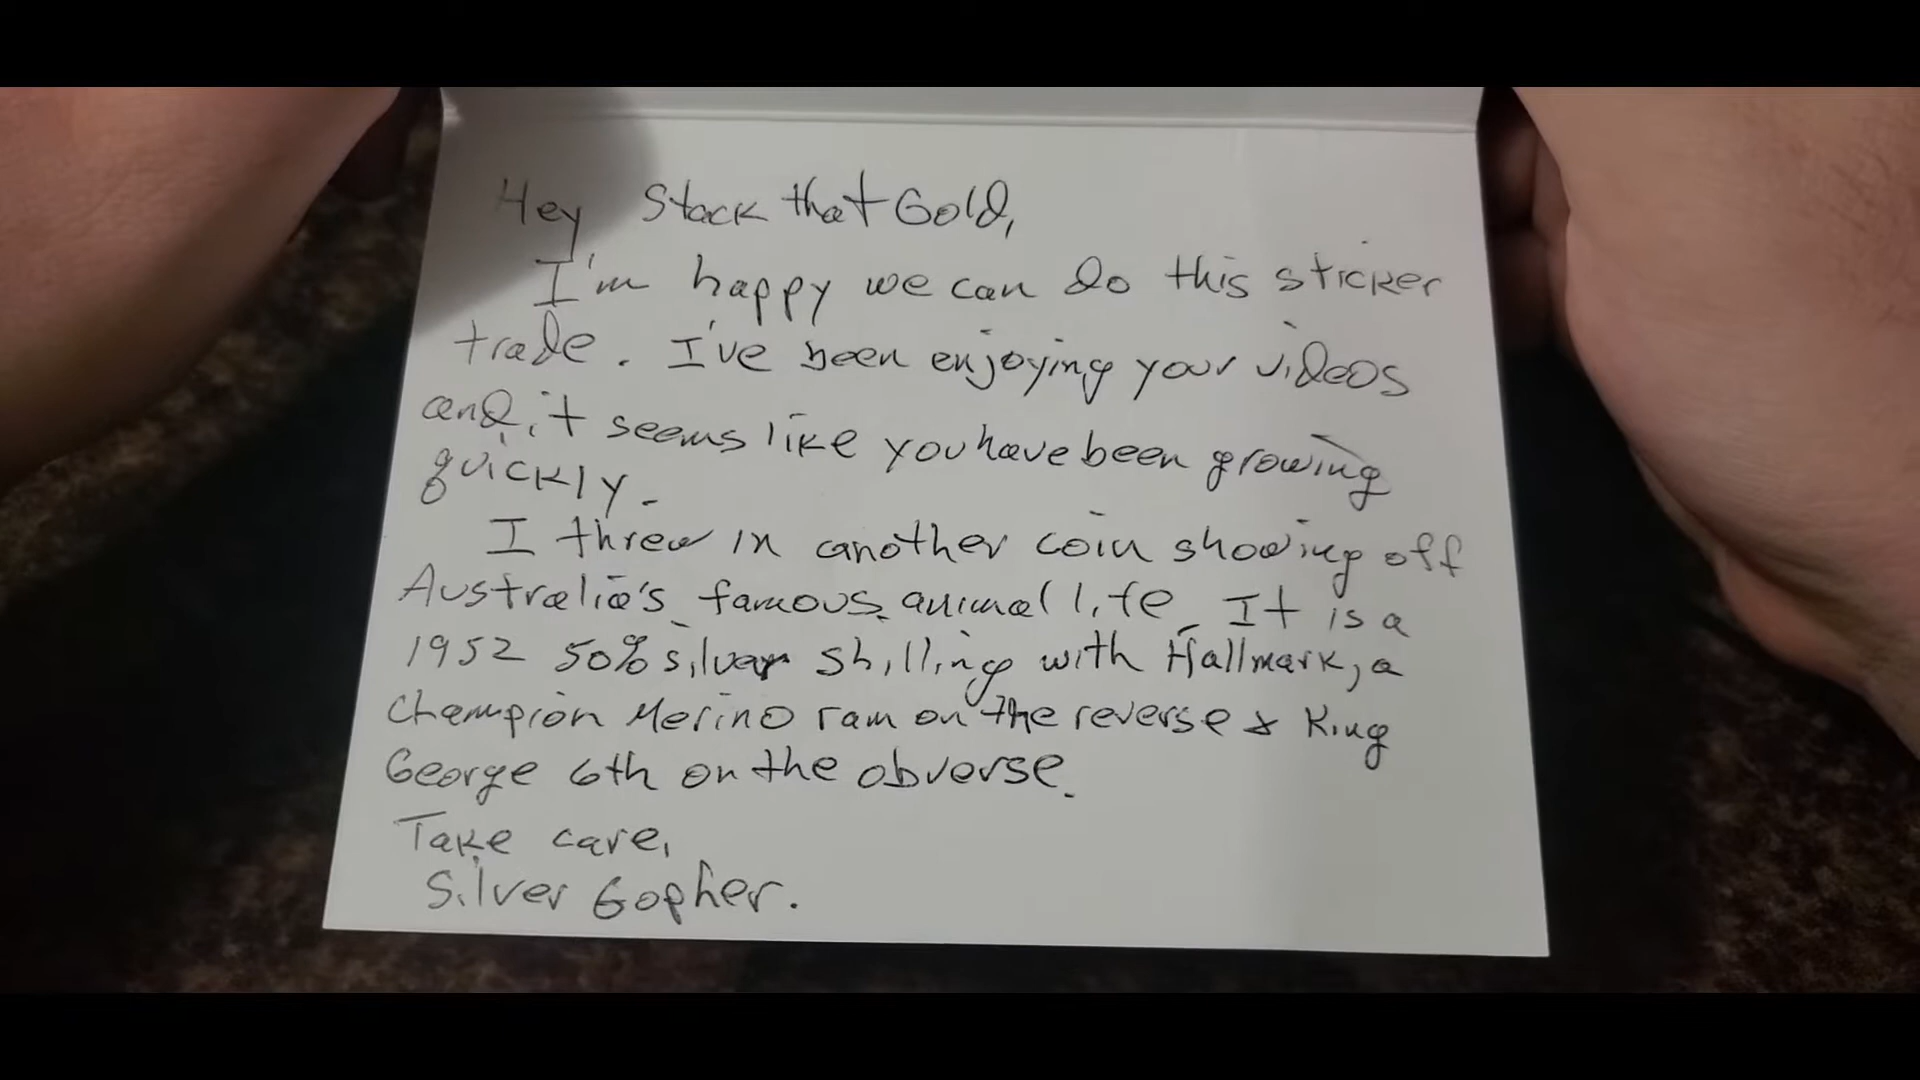 Hey Stack that Gold,
I'm happy we can do this sticker
trade. I've been enjoying your videos
and it seems like you have been growing
quickly.
I threw in another coin showing off
Australia's famous animal life. It is a
1952 50% silver shilling with Hallmark, a
champion Merino ram on the reverse & King
George 6th on the obverse.
Take care,
Silver Gopher.